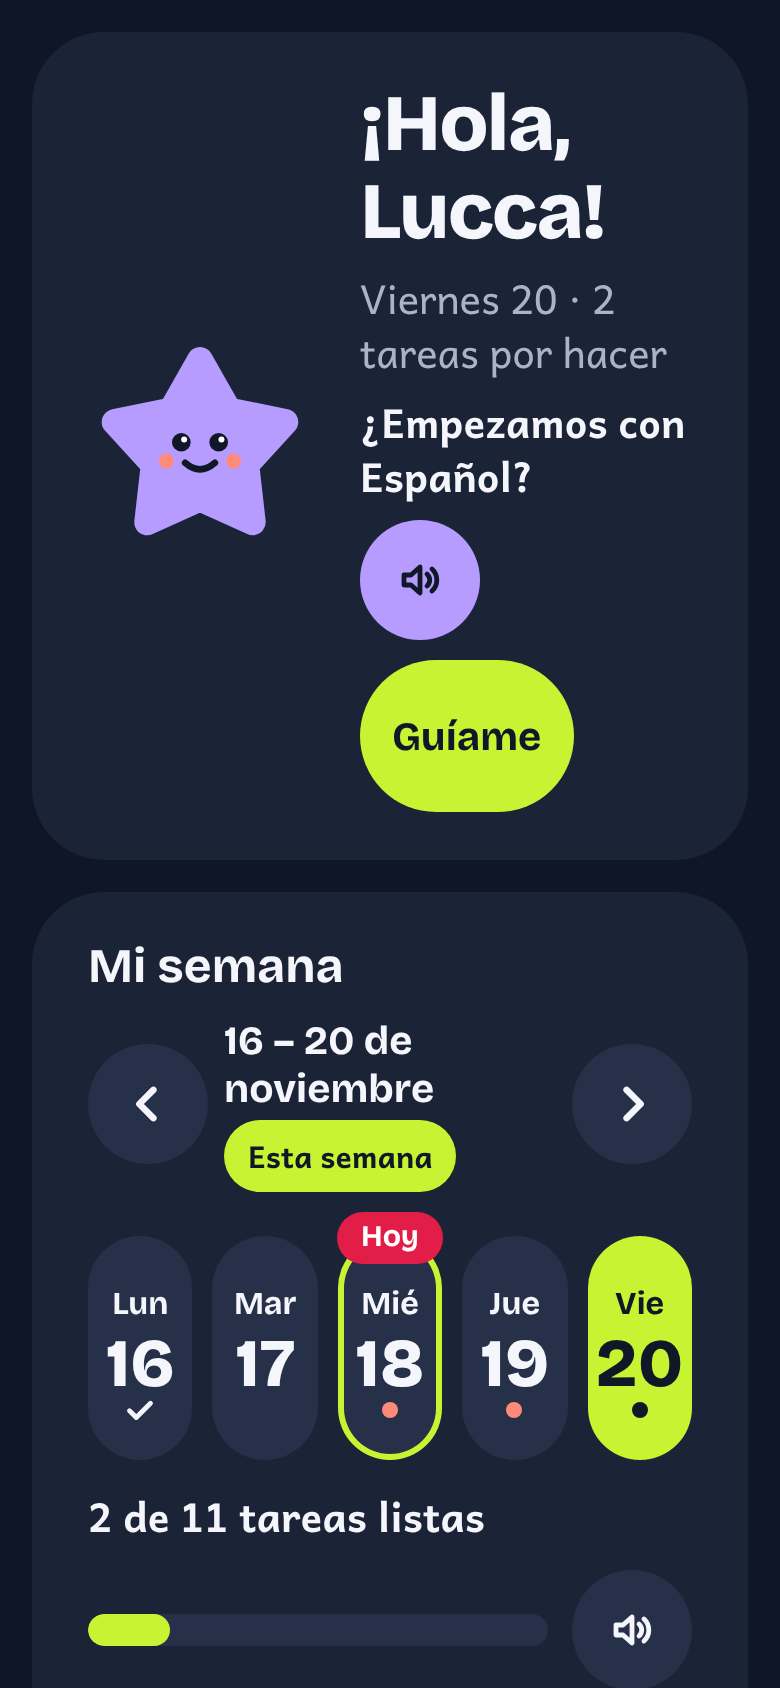 ¡Hola,
Lucca!
Viernes 20 · 2
tareas por hacer
¿Empezamos con
Español?
Guíame
Mi semana
16 – 20 de
noviembre
Esta semana
Hoy
Lun
16
Mar
17
Mié
18
Jue
19
Vie
20
2 de 11 tareas listas